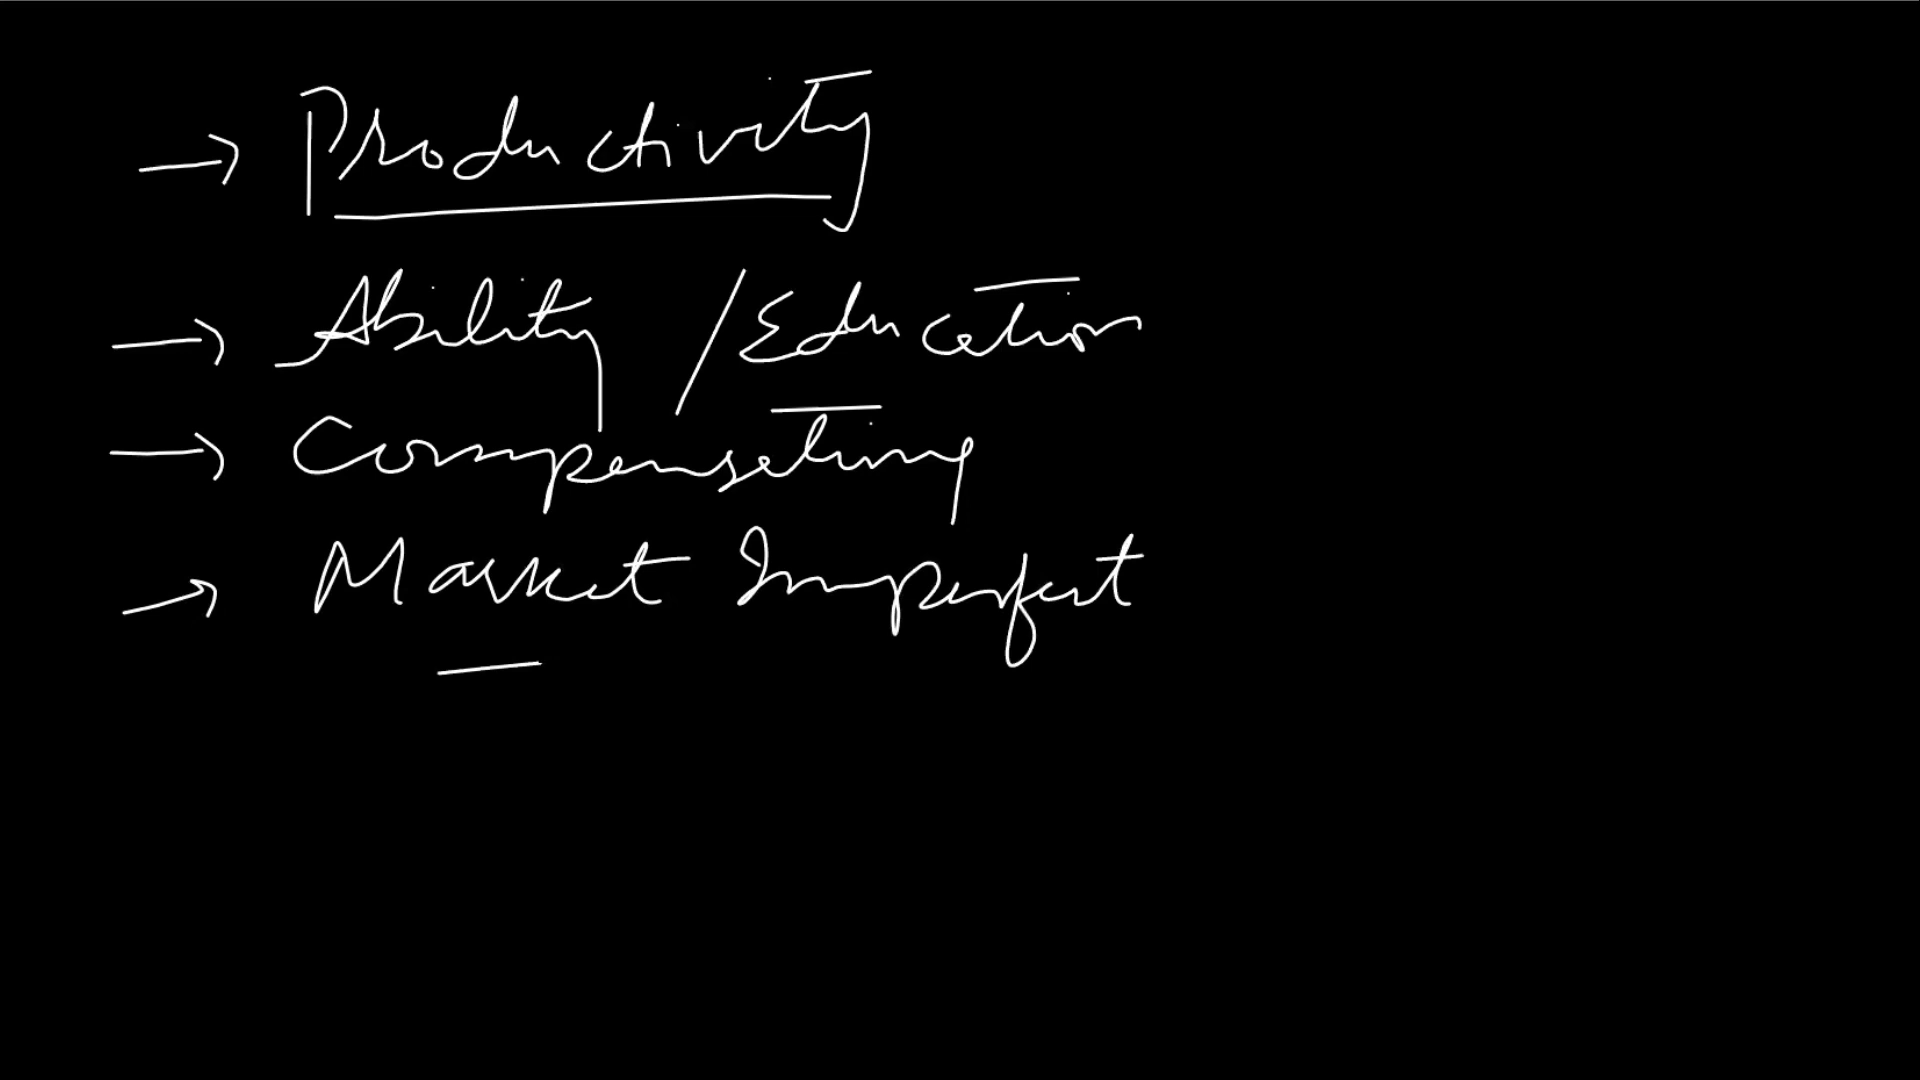 → Productivity
→ Ability / Education
→ Compensating
→ Market Imperfect